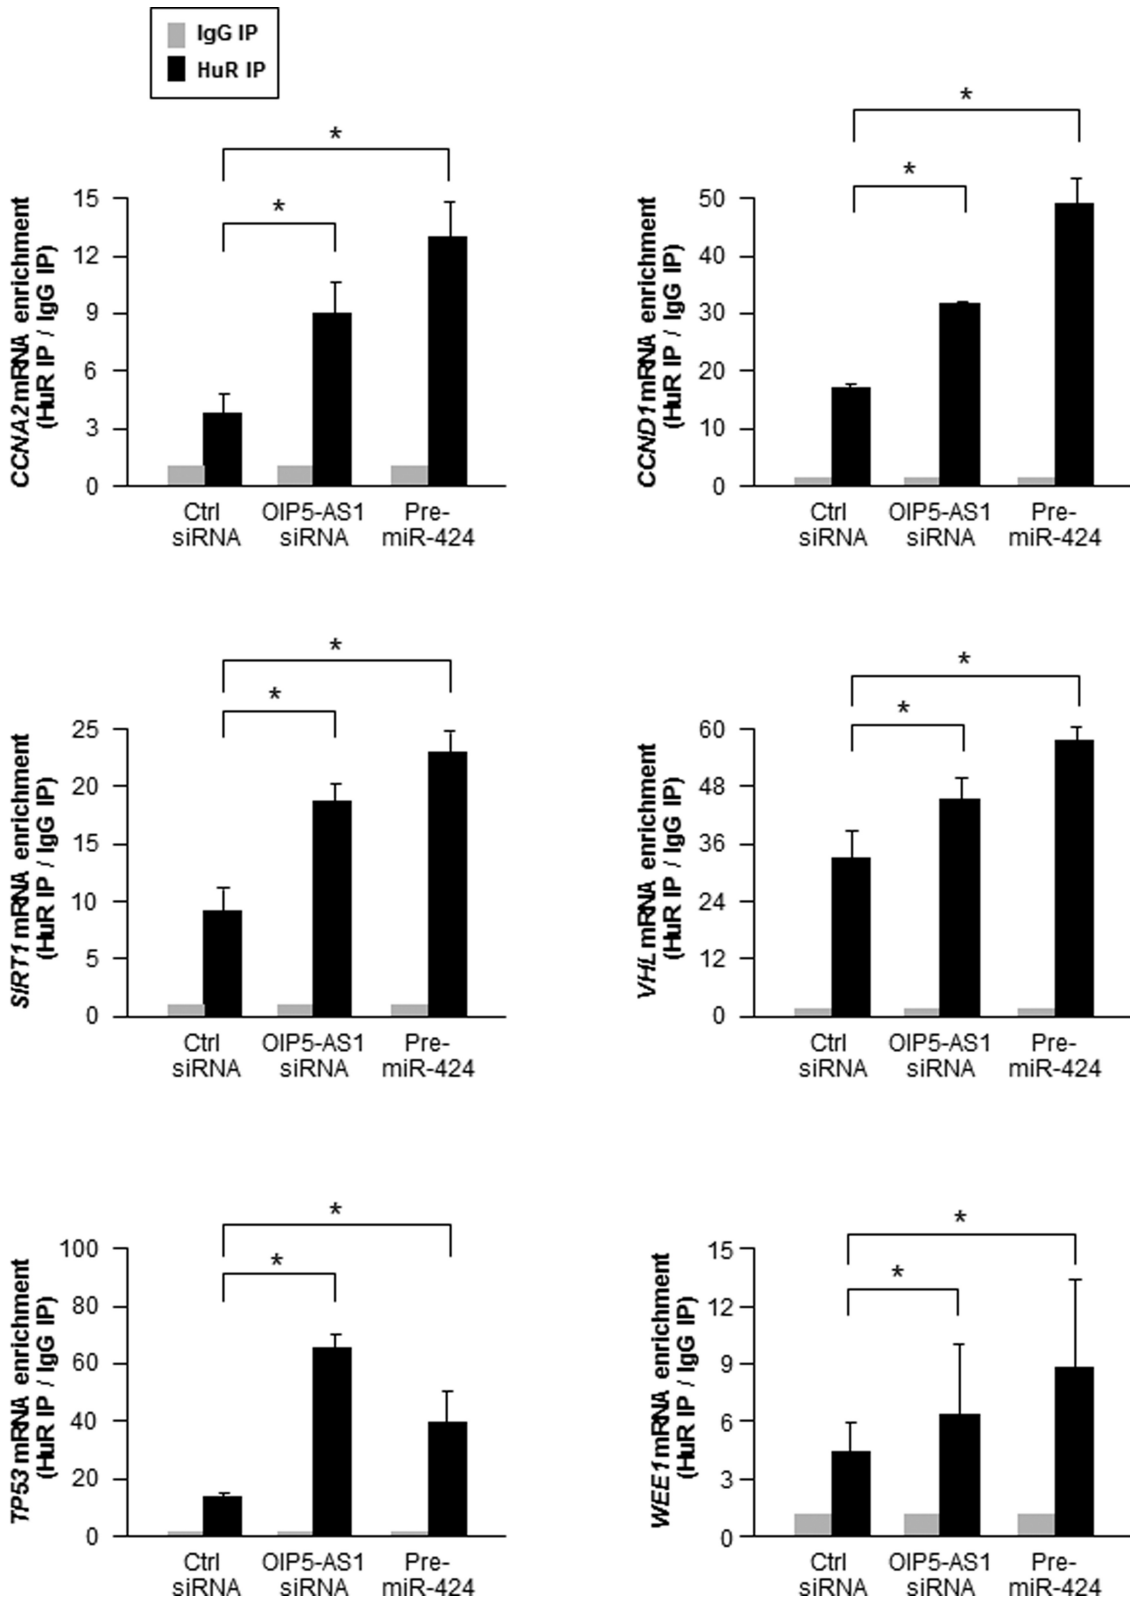 IgG IP
HuR IP
*
*
CCNA2 mRNA enrichment
(HuR IP / IgG IP)
15
12
9
6
3
0
Ctrl
siRNA
OIP5-AS1
siRNA
Pre-
miR-424
*
*
CCND1 mRNA enrichment
(HuR IP / IgG IP)
50
40
30
20
10
0
Ctrl
siRNA
OIP5-AS1
siRNA
Pre-
miR-424
*
*
SIRT1 mRNA enrichment
(HuR IP / IgG IP)
25
20
15
10
5
0
Ctrl
siRNA
OIP5-AS1
siRNA
Pre-
miR-424
*
*
VHL mRNA enrichment
(HuR IP / IgG IP)
60
48
36
24
12
0
Ctrl
siRNA
OIP5-AS1
siRNA
Pre-
miR-424
*
*
TP53 mRNA enrichment
(HuR IP / IgG IP)
100
80
60
40
20
0
Ctrl
siRNA
OIP5-AS1
siRNA
Pre-
miR-424
*
*
WEE1 mRNA enrichment
(HuR IP / IgG IP)
15
12
9
6
3
0
Ctrl
siRNA
OIP5-AS1
siRNA
Pre-
miR-424